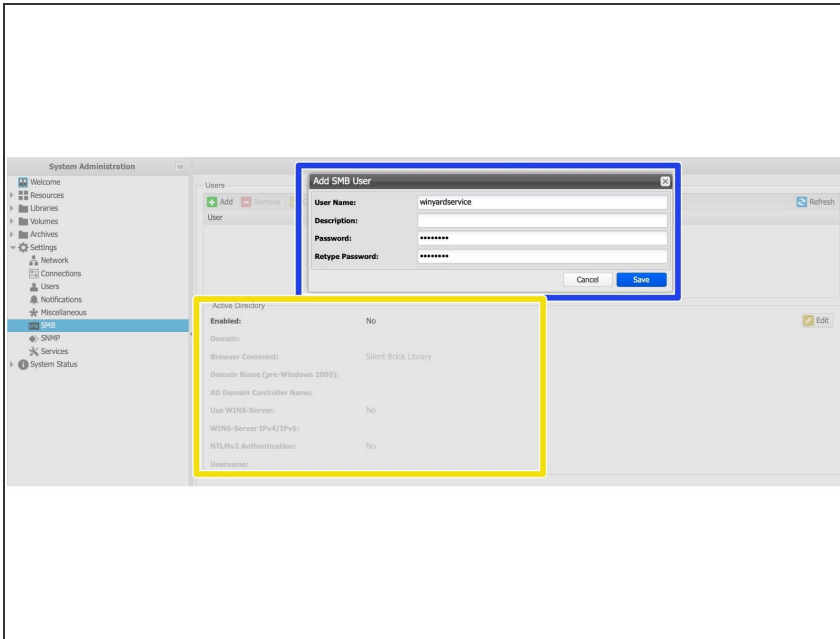 System Administration
Welcome
Resources
Libraries
Volumes
Archives
Settings
Network
Connections
Users
Notifications
Miscellaneous
SMB
SNMP
Services
System Status
Users
Add Remove Refresh
User
Add SMB User
User Name: winyardservice
Description:
Password: ••••••••
Retype Password: ••••••••
Cancel Save
Active Directory
Edit
Enabled: No
Domain:
Browser Comment: Silent Brick Library
Domain Name (pre-Windows 2000):
AD Domain Controller Name:
Use WINS-Server: No
WINS-Server IPv4/IPv6:
NTLMv2 Authentication: No
Username: